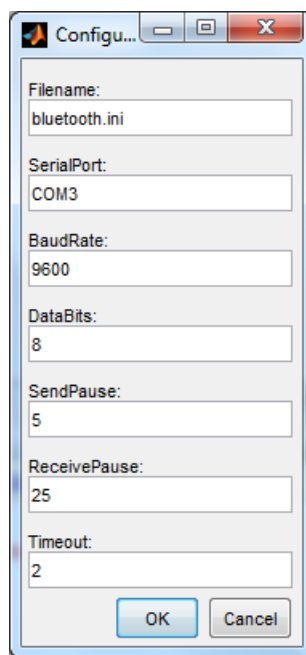 Configu...
Filename:
bluetooth.ini
SerialPort:
COM3
BaudRate:
9600
DataBits:
8
SendPause:
5
ReceivePause:
25
Timeout:
2
OK Cancel